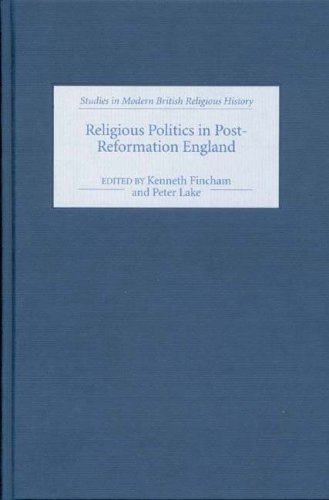 Studies in Modern British Religious History
Religious Politics in Post-
Reformation England
EDITED BY Kenneth Fincham
and Peter Lake